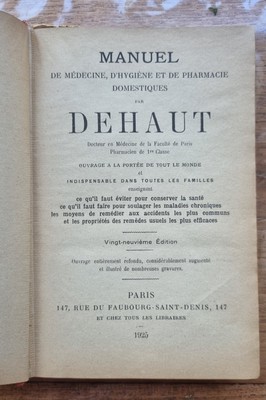 MANUEL
DE MÉDECINE, D'HYGIÈNE ET DE PHARMACIE
DOMESTIQUES
PAR
DEHAUT
Docteur en Médecine de la Faculté de Paris
Pharmacien de 1re Classe
OUVRAGE A LA PORTÉE DE TOUT LE MONDE
et
INDISPENSABLE DANS TOUTES LES FAMILLES
enseignant
ce qu'il faut éviter pour conserver la santé
ce qu'il faut faire pour soulager les maladies chroniques
les moyens de remédier aux accidents les plus communs
et les propriétés des remèdes usuels les plus efficaces
Vingt-neuvième Édition
Ouvrage entièrement refondu, considérablement augmenté
et illustré de nombreuses gravures.
PARIS
147, RUE DU FAUBOURG-SAINT-DENIS, 147
ET CHEZ TOUS LES LIBRAIRES
1925